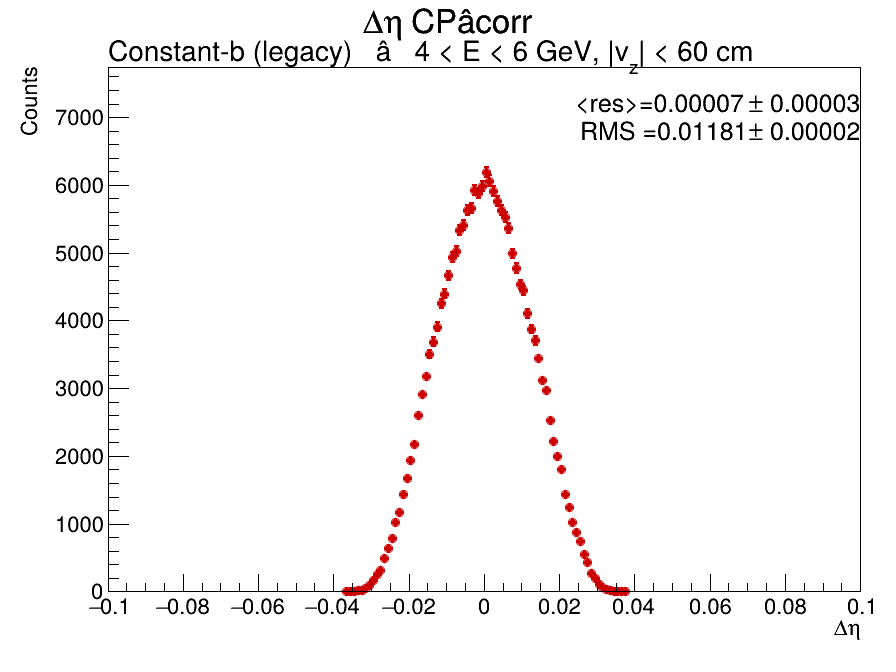 Δη CPâcorr
Constant-b (legacy) â 4 < E < 6 GeV, |v_z| < 60 cm
Counts
<res>=0.00007± 0.00003
RMS =0.01181± 0.00002
7000
6000
5000
4000
3000
2000
1000
0
−0.1 −0.08 −0.06 −0.04 −0.02 0 0.02 0.04 0.06 0.08 0.1
Δη